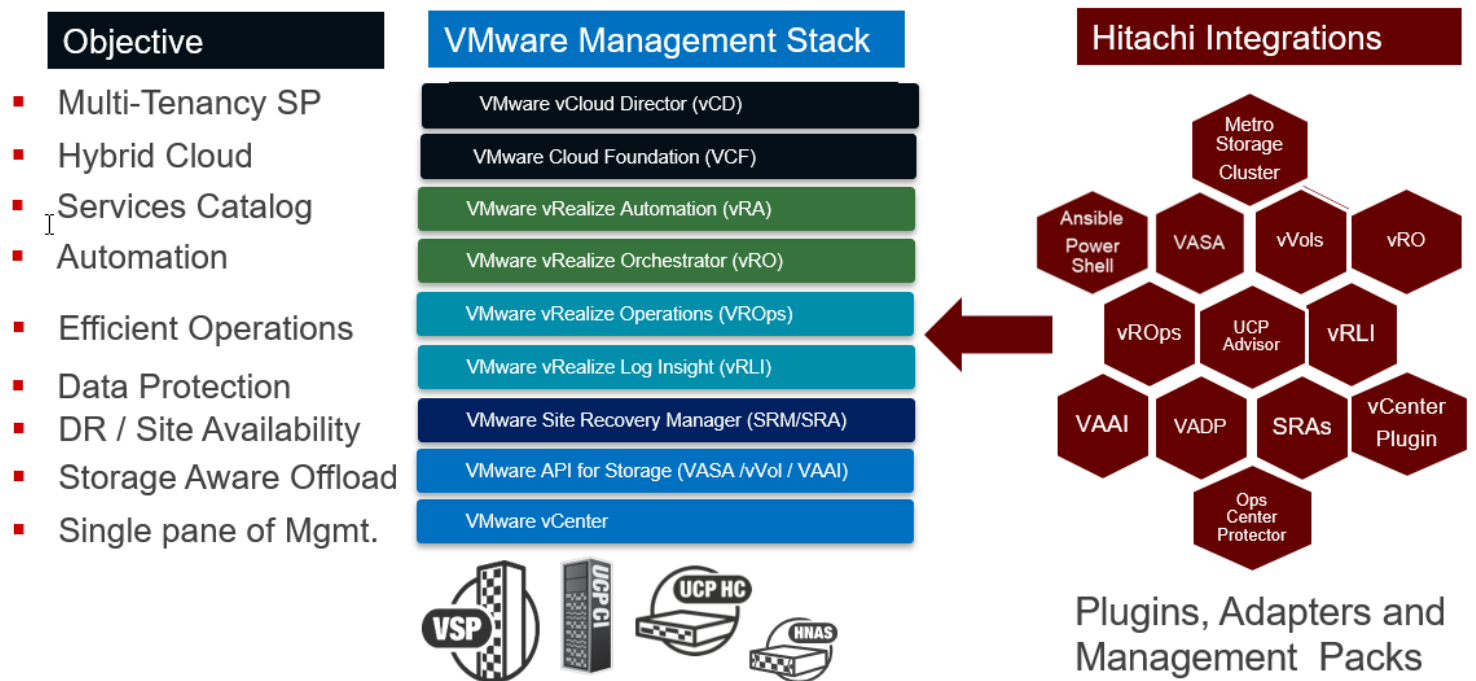 Objective
Multi-Tenancy SP
Hybrid Cloud
Services Catalog
Automation
Efficient Operations
Data Protection
DR / Site Availability
Storage Aware Offload
Single pane of Mgmt.
VMware Management Stack
VMware vCloud Director (vCD)
VMware Cloud Foundation (VCF)
VMware vRealize Automation (vRA)
VMware vRealize Orchestrator (vRO)
VMware vRealize Operations (VROps)
VMware vRealize Log Insight (vRLI)
VMware Site Recovery Manager (SRM/SRA)
VMware API for Storage (VASA /vVol / VAAI)
VMware vCenter
VSP
UCP CI
UCP HC
HNAS
Hitachi Integrations
Metro
Storage
Cluster
Ansible
Power
Shell
VASA
vVols
vRO
vROps
UCP
Advisor
vRLI
VAAI
VADP
SRAs
vCenter
Plugin
Ops
Center
Protector
Plugins, Adapters and
Management Packs